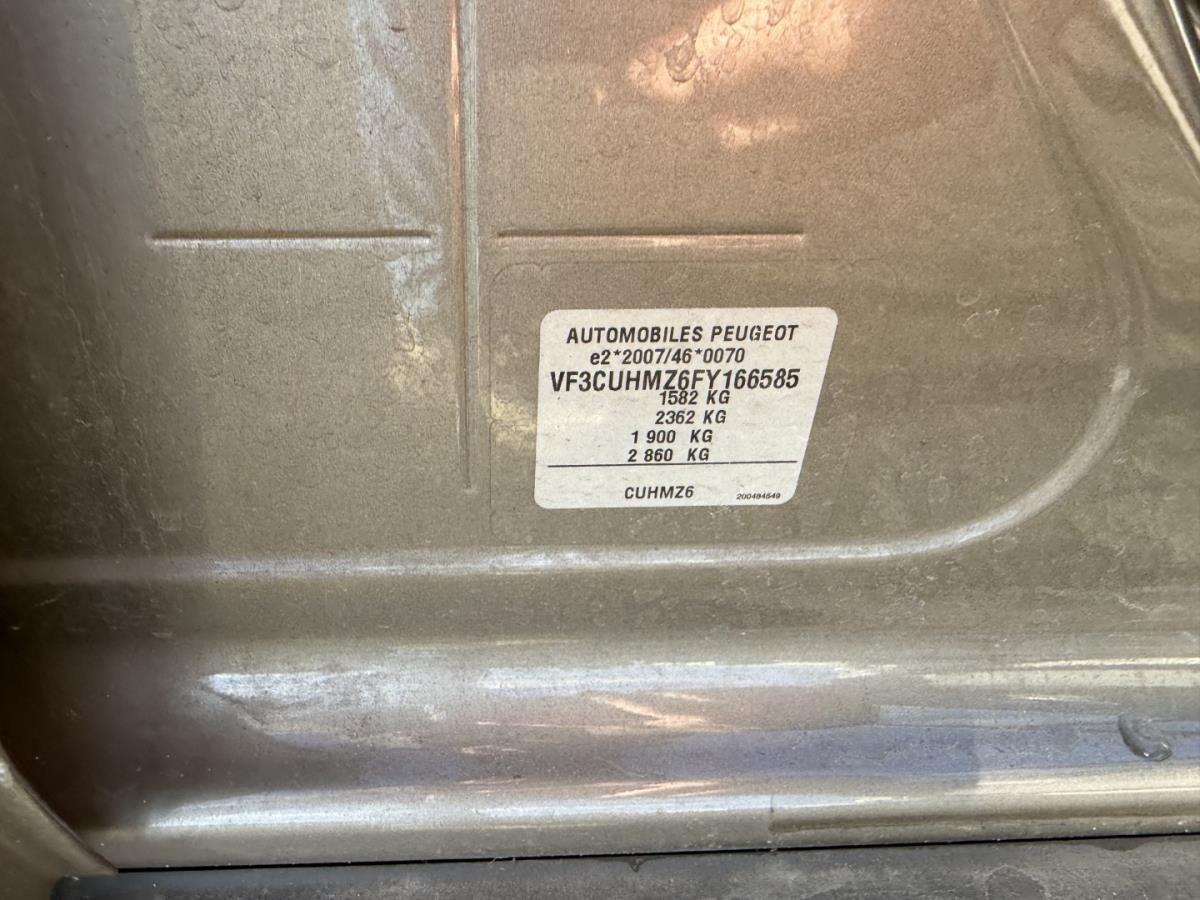 AUTOMOBILES PEUGEOT
e2*2007/46*0070
VF3CUHMZ6FY166585
1582 KG
2362 KG
1 900 KG
2 860 KG
CUHMZ6 200484549